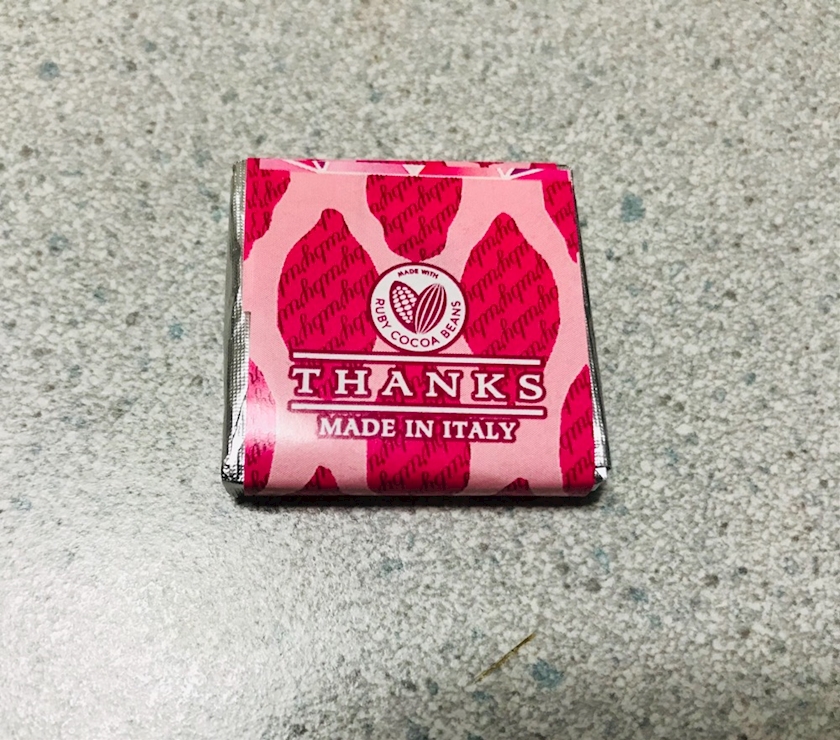 MADE WITH
RUBY COCOA BEANS
THANKS
MADE IN ITALY